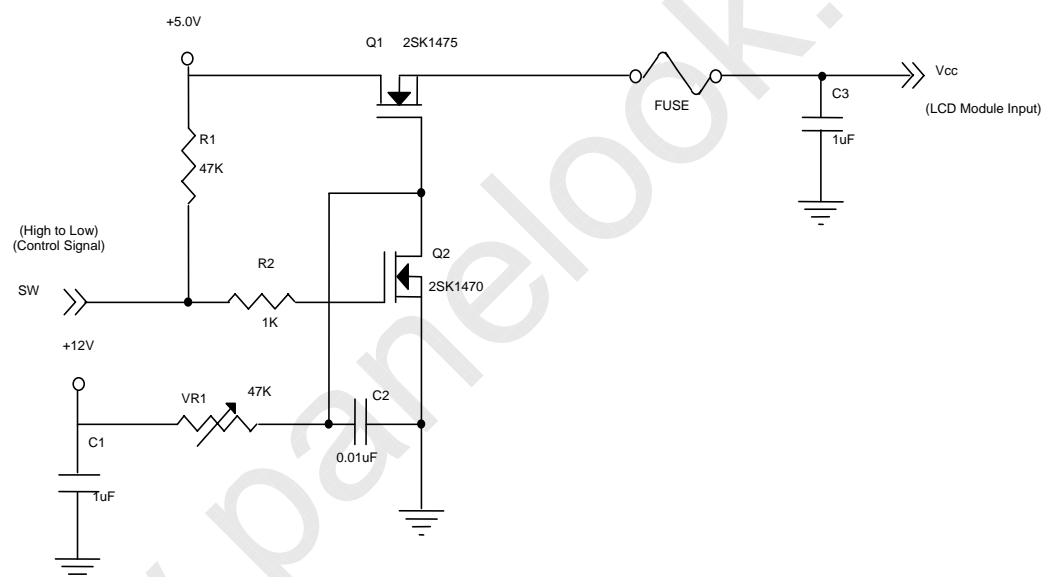 +5.0V
Q1 2SK1475
Vcc
C3
FUSE
(LCD Module Input)
R1
1uF
47K
(High to Low)
(Control Signal)
Q2
R2
SW
2SK1470
1K
+12V
47K
VR1
C2
C1
0.01uF
1uF
panelook.